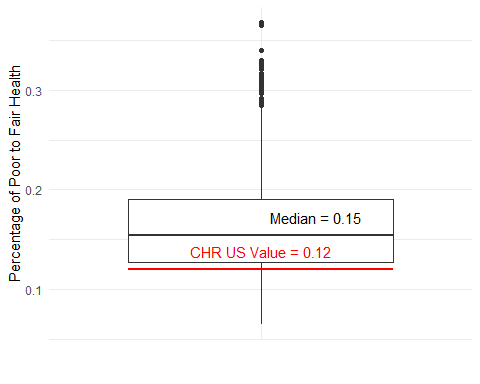 Percentage of Poor to Fair Health
0.3
0.2
0.1
Median = 0.15
CHR US Value = 0.12